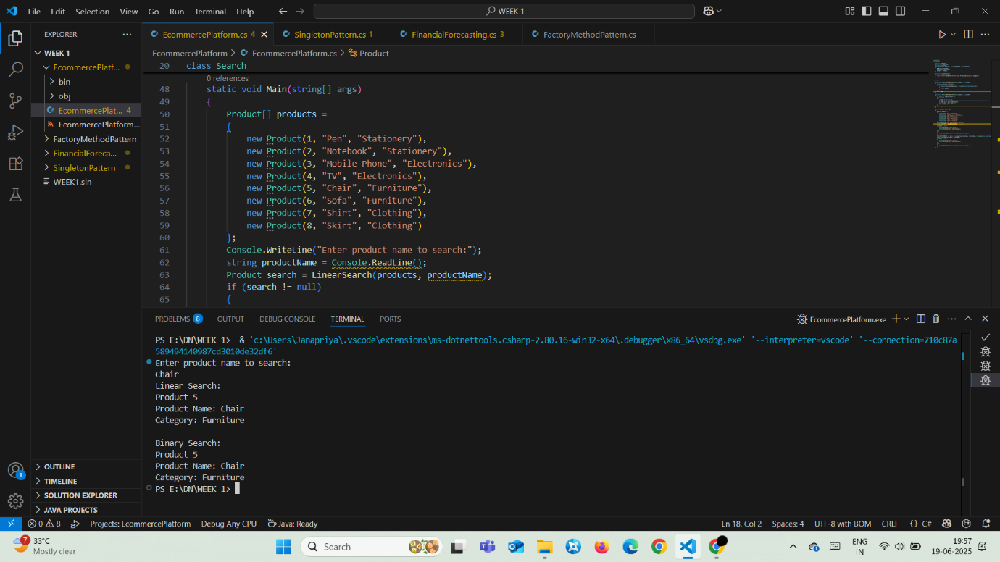 File Edit Selection View Go Run Terminal Help
WEEK 1
EXPLORER
WEEK 1
EcommercePlatf...
bin
obj
EcommercePlat... 4
EcommercePlatform...
FactoryMethodPattern
FinancialForeca...
SingletonPattern
WEEK1.sln
OUTLINE
TIMELINE
SOLUTION EXPLORER
JAVA PROJECTS
EcommercePlatform.cs 4
SingletonPattern.cs 1
FinancialForecasting.cs 3
FactoryMethodPattern.cs
EcommercePlatform > EcommercePlatform.cs > Product
20 class Search
0 references
48 static void Main(string[] args)
49 {
50 Product[] products =
51 {
52 new Product(1, "Pen", "Stationery"),
53 new Product(2, "Notebook", "Stationery"),
54 new Product(3, "Mobile Phone", "Electronics"),
55 new Product(4, "TV", "Electronics"),
56 new Product(5, "Chair", "Furniture"),
57 new Product(6, "Sofa", "Furniture"),
58 new Product(7, "Shirt", "Clothing"),
59 new Product(8, "Skirt", "Clothing")
60 };
61 Console.WriteLine("Enter product name to search:");
62 string productName = Console.ReadLine();
63 Product search = LinearSearch(products, productName);
64 if (search != null)
65 {
PROBLEMS 8 OUTPUT DEBUG CONSOLE TERMINAL PORTS
EcommercePlatform.exe
PS E:\DN\WEEK 1> & 'c:\Users\Janapriya\.vscode\extensions\ms-dotnettools.csharp-2.80.16-win32-x64\.debugger\x86_64\vsdbg.exe' '--interpreter=vscode' '--connection=710c87a
589494140987cd3010de32df6'
Enter product name to search:
Chair
Linear Search:
Product 5
Product Name: Chair
Category: Furniture
Binary Search:
Product 5
Product Name: Chair
Category: Furniture
PS E:\DN\WEEK 1>
1
0 8 Projects: EcommercePlatform Debug Any CPU Java: Ready
Ln 18, Col 2 Spaces: 4 UTF-8 with BOM CRLF {} C#
7
33°C
Mostly clear
Search
ENG
IN
19:57
19-06-2025